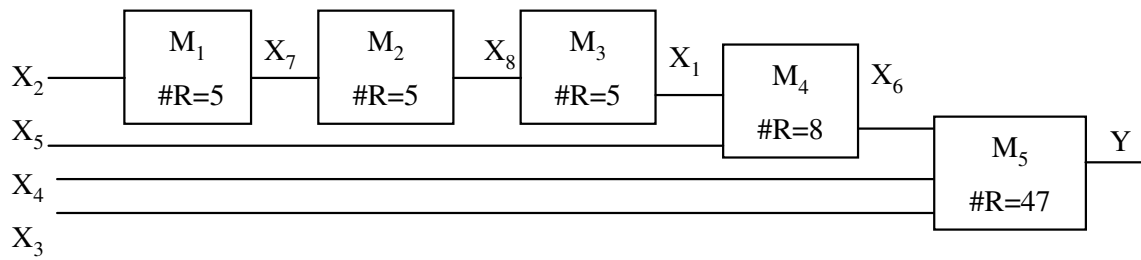 M₁ X₇ M₂ X₈ M₃ X₁
X₂ #R=5 #R=5 #R=5 M₄ X₆
X₅ #R=8 M₅ Y
X₄ #R=47
X₃